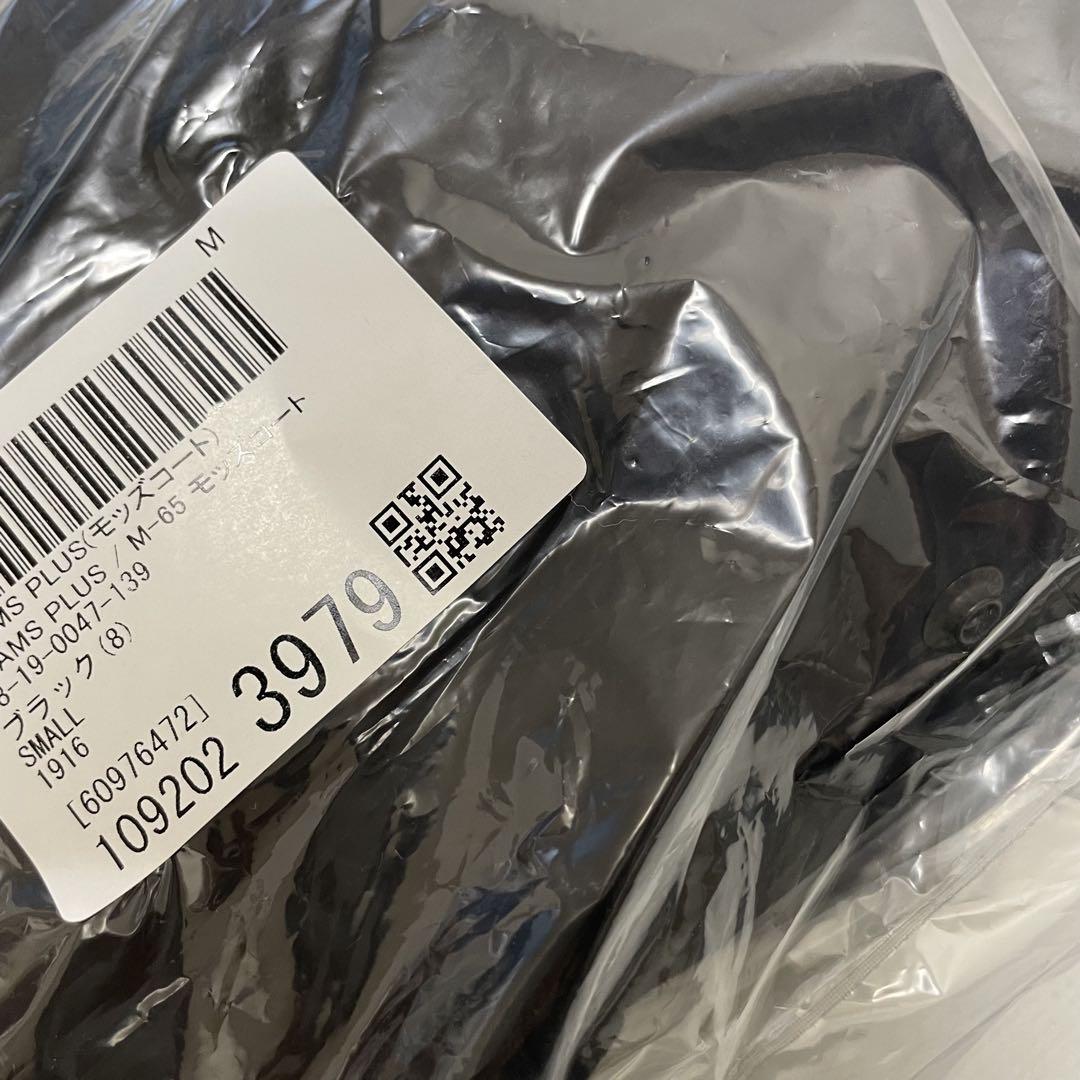 M
MS PLUS(モッズコート)
AMS PLUS / M-65 モッズコート
8-19-0047-139
ブラック(8)
SMALL
1916
[60976472]
109202 3979